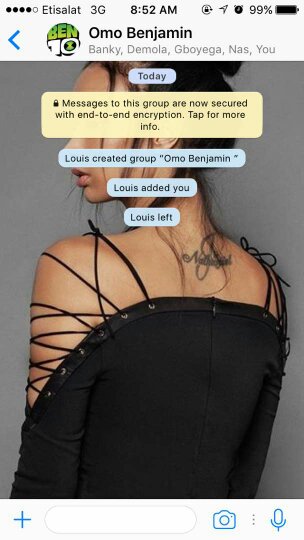 Etisalat 3G 8:52 AM 99%
Omo Benjamin
BEN
10
Banky, Demola, Gboyega, Nas, You
Today
Messages to this group are now secured
with end-to-end encryption. Tap for more
info.
Louis created group “Omo Benjamin ”
Louis added you
Louis left